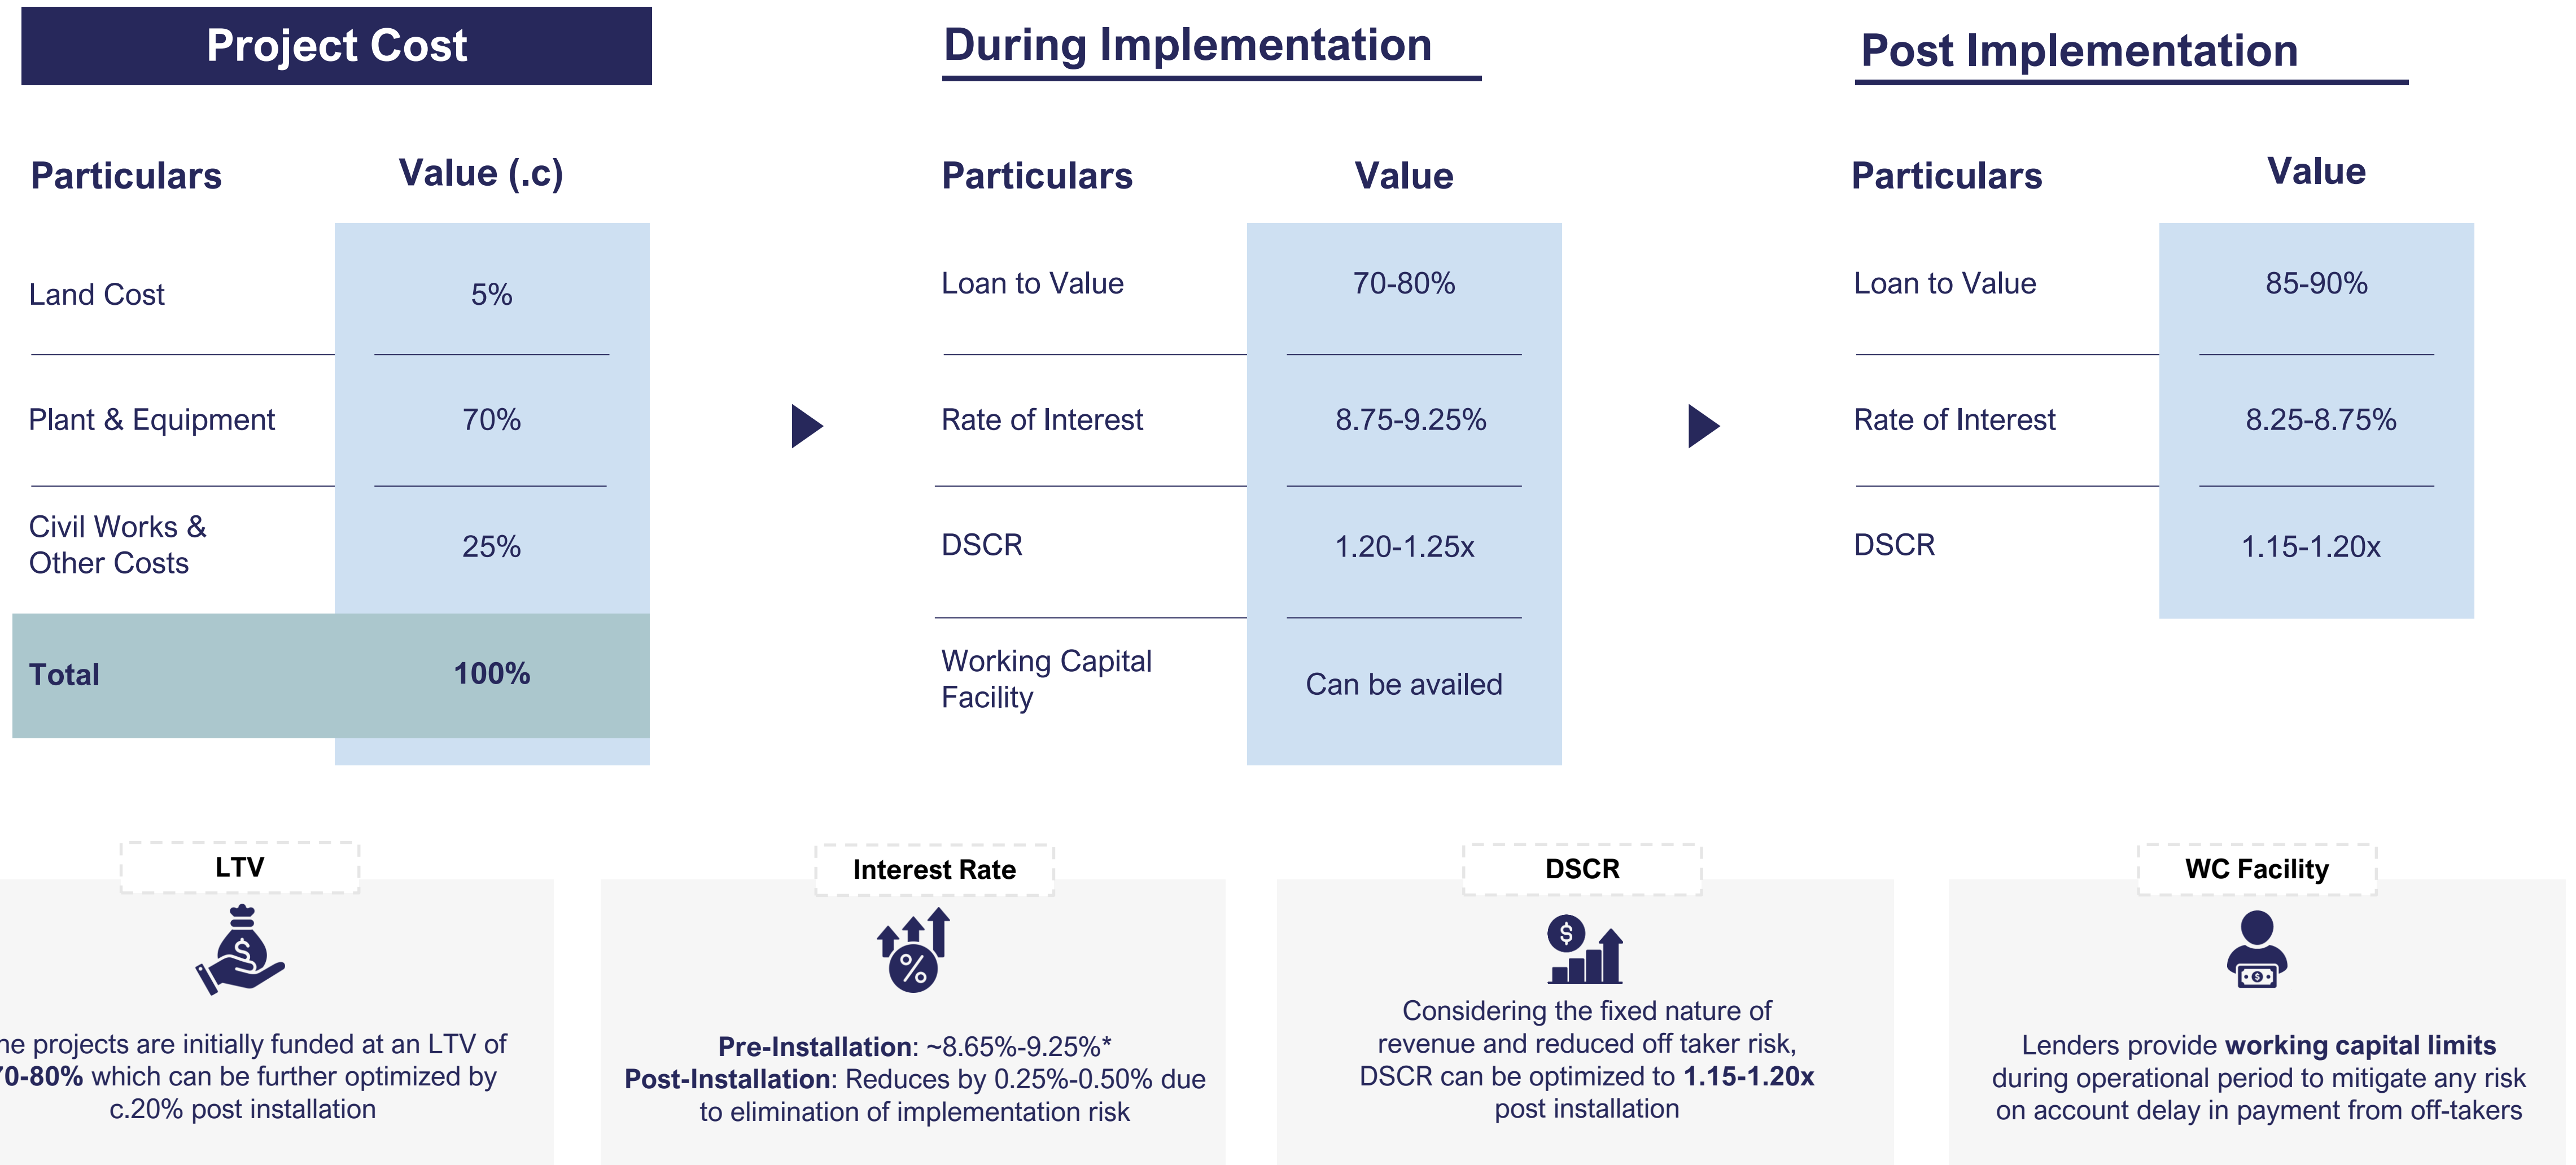 Project Cost
Particulars Value (.c)
Land Cost 5%
Plant & Equipment 70%
Civil Works &
Other Costs 25%
Total 100%
During Implementation
Particulars Value
Loan to Value 70-80%
Rate of Interest 8.75-9.25%
DSCR 1.20-1.25x
Working Capital
Facility Can be availed
Post Implementation
Particulars Value
Loan to Value 85-90%
Rate of Interest 8.25-8.75%
DSCR 1.15-1.20x
LTV
projects are initially funded at an LTV of
70-80% which can be further optimized by
c.20% post installation
Interest Rate
Pre-Installation: ~8.65%-9.25%*
Post-Installation: Reduces by 0.25%-0.50% due
to elimination of implementation risk
DSCR
Considering the fixed nature of
revenue and reduced off taker risk,
DSCR can be optimized to 1.15-1.20x
post installation
WC Facility
Lenders provide working capital limits
during operational period to mitigate any risk
on account delay in payment from off-takers